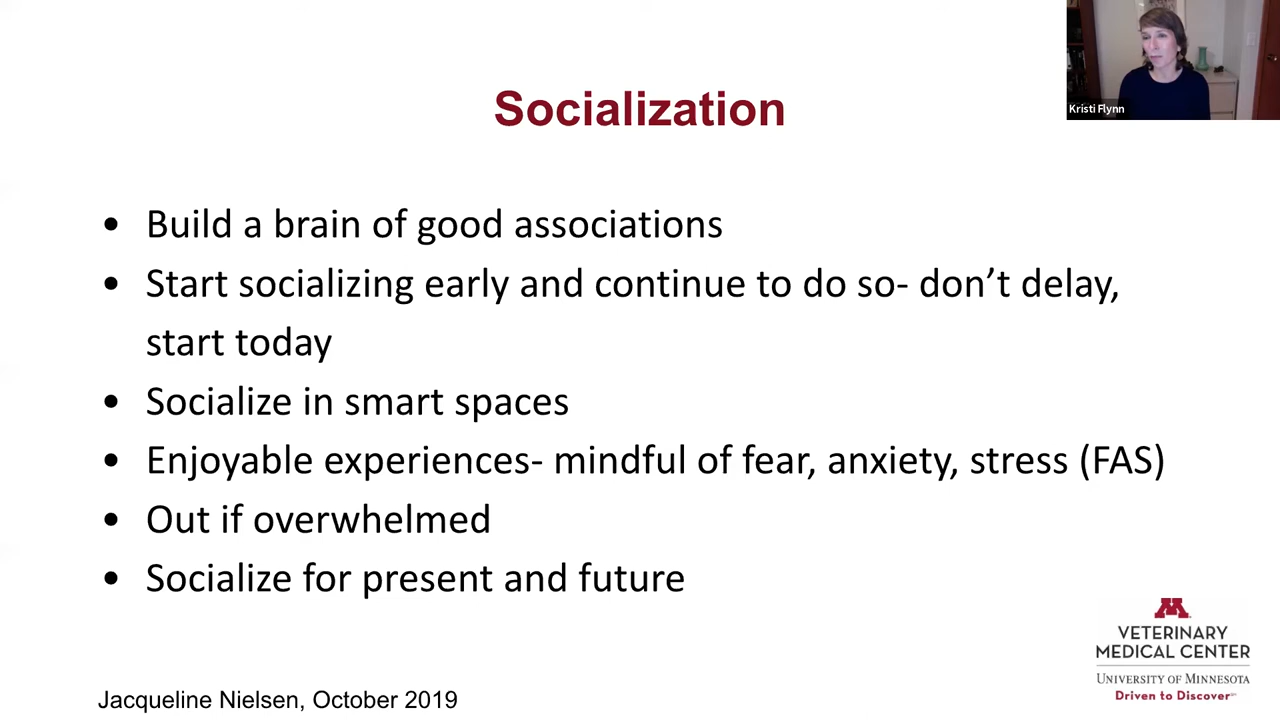 Kristi Flynn
Socialization
• Build a brain of good associations
• Start socializing early and continue to do so- don’t delay,
start today
• Socialize in smart spaces
• Enjoyable experiences- mindful of fear, anxiety, stress (FAS)
• Out if overwhelmed
• Socialize for present and future
M
VETERINARY
MEDICAL CENTER
UNIVERSITY OF MINNESOTA
Driven to Discover℠
Jacqueline Nielsen, October 2019